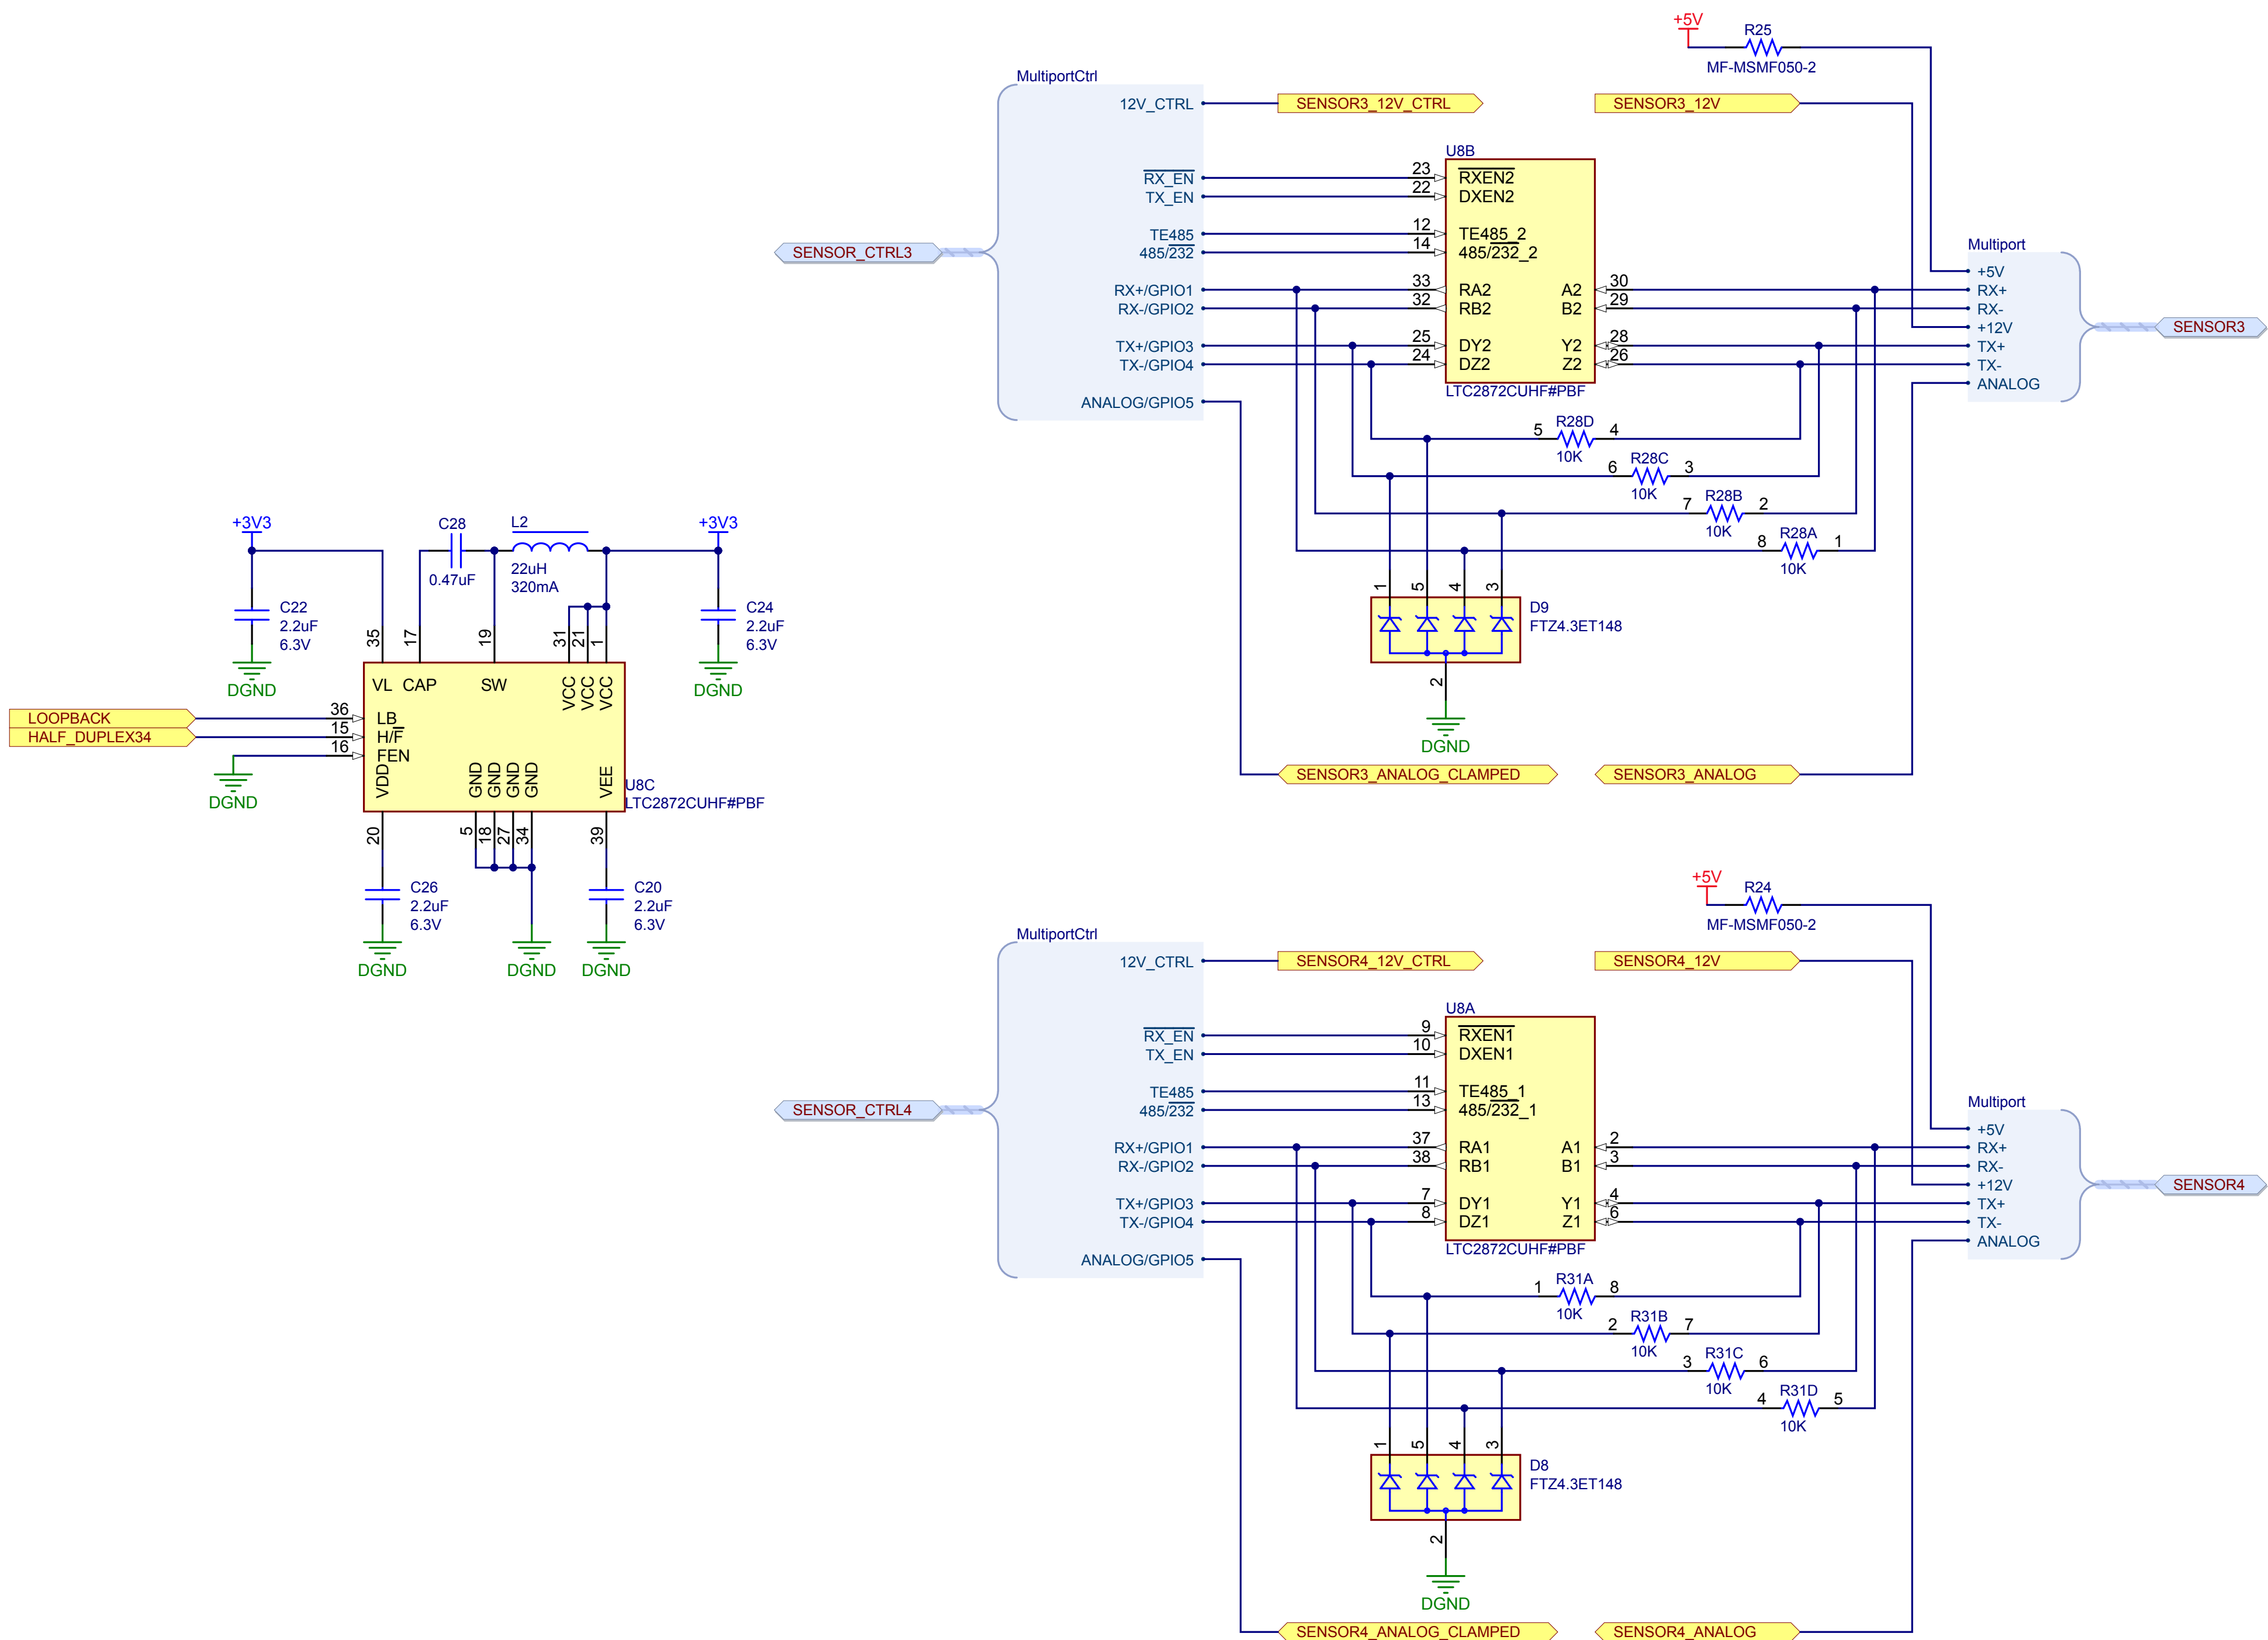 +5V
R25
MF-MSMF050-2
MultiportCtrl
12V_CTRL
SENSOR3_12V_CTRL
SENSOR3_12V
U8B
RX_EN
23
RXEN2
TX_EN
22
DXEN2
TE485
12
TE485_2
485/232
14
485/232_2
SENSOR_CTRL3
RX+/GPIO1
33
RA2
A2
30
RX-/GPIO2
32
RB2
B2
29
TX+/GPIO3
25
DY2
Y2
28
TX-/GPIO4
24
DZ2
Z2
26
LTC2872CUHF#PBF
ANALOG/GPIO5
Multiport
+5V
RX+
RX-
+12V
TX+
TX-
ANALOG
SENSOR3
5
R28D
4
10K
6
R28C
3
10K
7
R28B
2
10K
8
R28A
1
10K
1
5
4
3
D9
FTZ4.3ET148
2
DGND
SENSOR3_ANALOG_CLAMPED
SENSOR3_ANALOG
+3V3
C28
0.47uF
L2
22uH
320mA
+3V3
C22
2.2uF
6.3V
DGND
C24
2.2uF
6.3V
DGND
35
17
19
31
21
1
VL
CAP
SW
VCC
VCC
VCC
LOOPBACK
36
LB
HALF_DUPLEX34
15
H/F
16
FEN
DGND
VDD
GND
GND
GND
GND
VEE
U8C
LTC2872CUHF#PBF
20
5
18
27
34
39
C26
2.2uF
6.3V
C20
2.2uF
6.3V
DGND
DGND
DGND
+5V
R24
MF-MSMF050-2
MultiportCtrl
12V_CTRL
SENSOR4_12V_CTRL
SENSOR4_12V
U8A
RX_EN
9
RXEN1
TX_EN
10
DXEN1
TE485
11
TE485_1
485/232
13
485/232_1
SENSOR_CTRL4
RX+/GPIO1
37
RA1
A1
2
RX-/GPIO2
38
RB1
B1
3
TX+/GPIO3
7
DY1
Y1
4
TX-/GPIO4
8
DZ1
Z1
6
LTC2872CUHF#PBF
ANALOG/GPIO5
Multiport
+5V
RX+
RX-
+12V
TX+
TX-
ANALOG
SENSOR4
1
R31A
8
10K
2
R31B
7
10K
3
R31C
6
10K
4
R31D
5
10K
1
5
4
3
D8
FTZ4.3ET148
2
DGND
SENSOR4_ANALOG_CLAMPED
SENSOR4_ANALOG